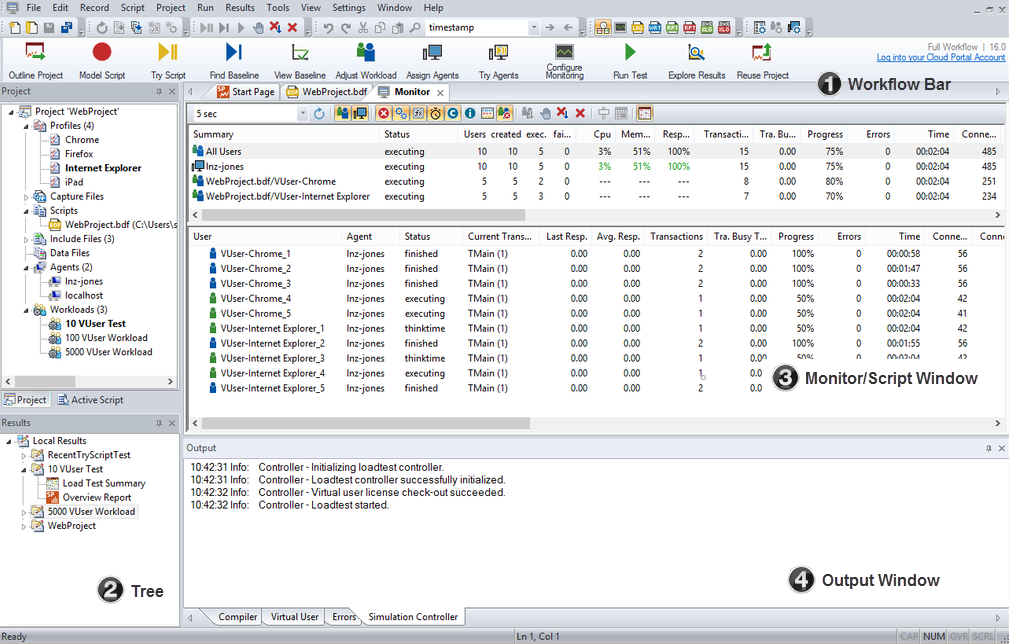 File Edit Record Script Project Run Results Tools View Settings Window Help
timestamp
Outline Project Model Script Try Script Find Baseline View Baseline Adjust Workload Assign Agents Try Agents Configure Monitoring Run Test Explore Results Reuse Project
Full Workflow | 16.0
Log into your Cloud Portal Account
1 Workflow Bar
Project
Start Page WebProject.bdf Monitor
Project 'WebProject'
Profiles (4)
Chrome
Firefox
Internet Explorer
iPad
Capture Files
Scripts
WebProject.bdf (C:\Users\s
Include Files (3)
Data Files
Agents (2)
Inz-jones
localhost
Workloads (3)
10 VUser Test
100 VUser Workload
5000 VUser Workload
Project Active Script
5 sec
Summary Status Users created exec. fai... Cpu Mem... Resp... Transacti... Tra. Bu... Progress Errors Time Conne...
All Users executing 10 10 5 0 3% 51% 100% 15 0.00 75% 0 00:02:04 485
Inz-jones executing 10 10 5 0 3% 51% 100% 15 0.00 75% 0 00:02:04 485
WebProject.bdf/VUser-Chrome executing 5 5 2 0 --- --- --- 8 0.00 80% 0 00:02:04 251
WebProject.bdf/VUser-Internet Explorer executing 5 5 3 0 --- --- --- 7 0.00 70% 0 00:02:04 234
User Agent Status Current Trans... Last Resp. Avg. Resp. Transactions Tra. Busy T... Progress Errors Time Conne... Conne
VUser-Chrome_1 Inz-jones finished TMain (1) 0.00 0.00 2 0.00 100% 0 00:00:58 56
VUser-Chrome_2 Inz-jones finished TMain (1) 0.00 0.00 2 0.00 100% 0 00:01:47 56
VUser-Chrome_3 Inz-jones finished TMain (1) 0.00 0.00 2 0.00 100% 0 00:00:33 56
VUser-Chrome_4 Inz-jones executing TMain (1) 0.00 0.00 1 0.00 50% 0 00:02:04 42
VUser-Chrome_5 Inz-jones executing TMain (1) 0.00 0.00 1 0.00 50% 0 00:02:04 41
VUser-Internet Explorer_1 Inz-jones thinktime TMain (1) 0.00 0.00 1 0.00 50% 0 00:02:04 42
VUser-Internet Explorer_2 Inz-jones finished TMain (1) 0.00 0.00 2 0.00 100% 0 00:01:55 56
VUser-Internet Explorer_3 Inz-jones thinktime TMain (1) 0.00 0.00 1 0.00 50% 0 00:02:04 42
VUser-Internet Explorer_4 Inz-jones executing TMain (1) 0.00 0.00 1 0.0
VUser-Internet Explorer_5 Inz-jones finished TMain (1) 0.00 0.00 2 0.0
3 Monitor/Script Window
Results
Local Results
RecentTryScriptTest
10 VUser Test
Load Test Summary
Overview Report
5000 VUser Workload
WebProject
2 Tree
Output
10:42:31 Info: Controller - Initializing loadtest controller.
10:42:31 Info: Controller - Loadtest controller successfully initialized.
10:42:32 Info: Controller - Virtual user license check-out succeeded.
10:42:32 Info: Controller - Loadtest started.
4 Output Window
Compiler Virtual User Errors Simulation Controller
Ready Ln 1, Col 1 CAP NUM OVR SCRL